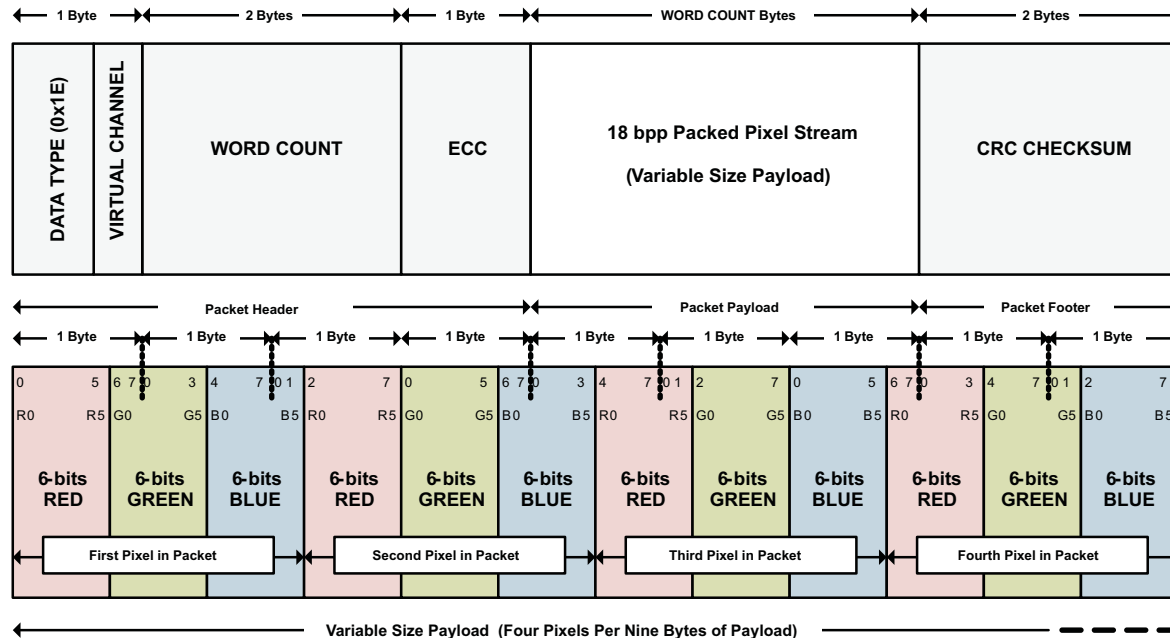 1 Byte 2 Bytes 1 Byte WORD COUNT Bytes 2 Bytes
DATA TYPE (0x1E)
VIRTUAL CHANNEL
WORD COUNT
ECC
18 bpp Packed Pixel Stream
(Variable Size Payload)
CRC CHECKSUM
Packet Header Packet Payload Packet Footer
1 Byte 1 Byte 1 Byte 1 Byte 1 Byte 1 Byte 1 Byte 1 Byte 1 Byte
0 5 6 7 0 3 4 7 0 1 2 7 0 5 6 7 0 3 4 7 0 1 2 7 0 5 6 7 0 3 4 7 0 1 2 7
R0 R5 G0 G5 B0 B5 R0 R5 G0 G5 B0 B5 R0 R5 G0 G5 B0 B5 R0 R5 G0 G5 B0 B5
6-bits 6-bits 6-bits 6-bits 6-bits 6-bits 6-bits 6-bits 6-bits 6-bits 6-bits 6-bits
RED GREEN BLUE RED GREEN BLUE RED GREEN BLUE RED GREEN BLUE
First Pixel in Packet Second Pixel in Packet Third Pixel in Packet Fourth Pixel in Packet
Variable Size Payload (Four Pixels Per Nine Bytes of Payload)